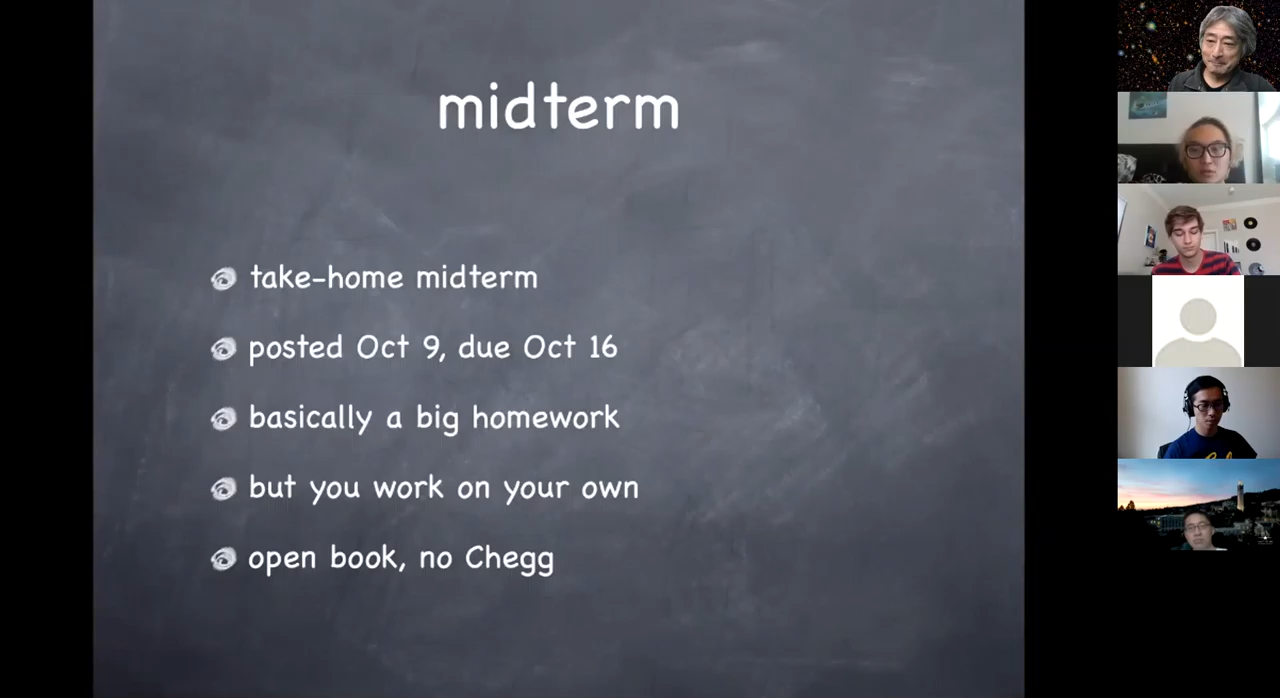 midterm
take-home midterm
posted Oct 9, due Oct 16
basically a big homework
but you work on your own
open book, no Chegg